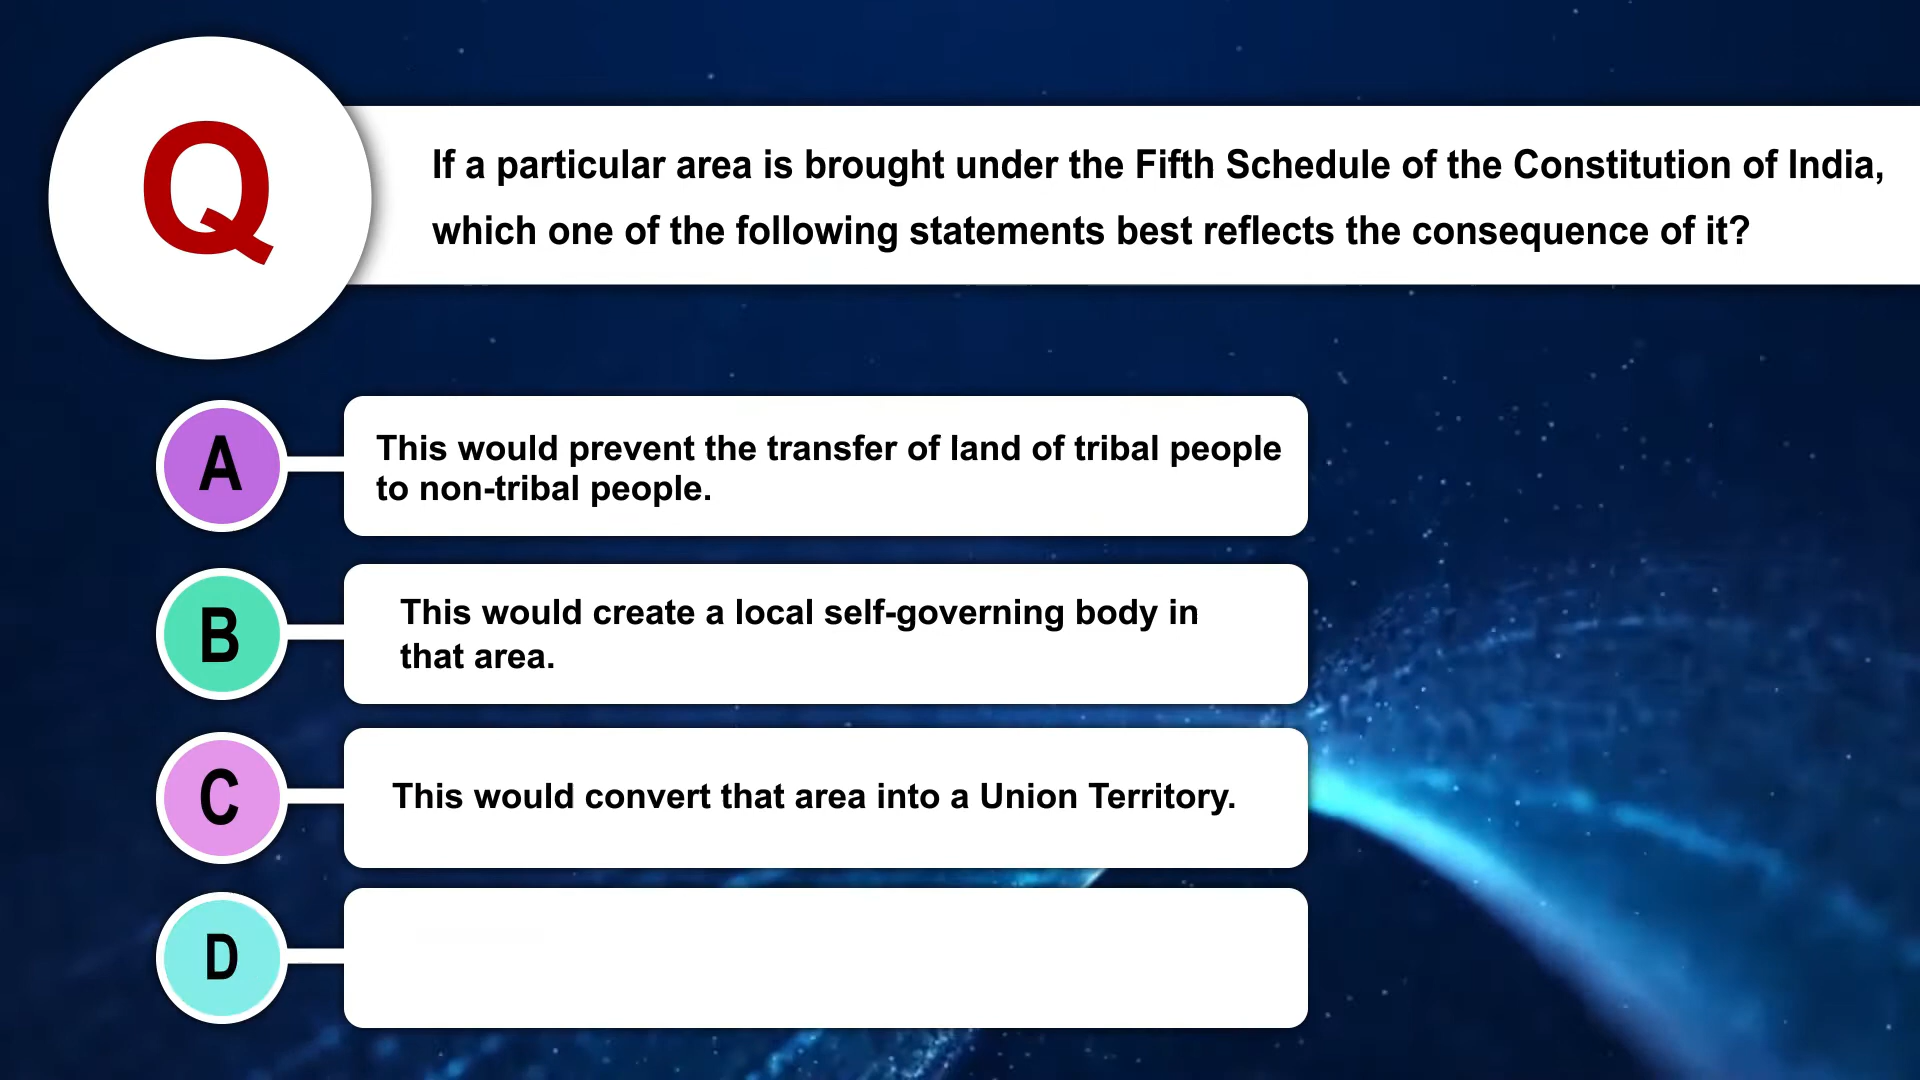 Q
If a particular area is brought under the Fifth Schedule of the Constitution of India,
which one of the following statements best reflects the consequence of it?
A
This would prevent the transfer of land of tribal people
to non-tribal people.
B
This would create a local self-governing body in
that area.
C
This would convert that area into a Union Territory.
D